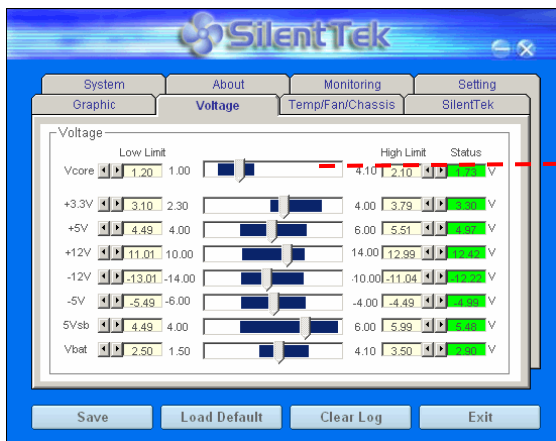 SilentTek
System About Monitoring Setting
Graphic Voltage Temp/Fan/Chassis SilentTek
Voltage
Low Limit High Limit Status
Vcore 1.20 1.00 4.10 2.10 1.73 V
+3.3V 3.10 2.30 4.00 3.79 3.30 V
+5V 4.49 4.00 6.00 5.51 4.97 V
+12V 11.01 10.00 14.00 12.99 12.42 V
-12V -13.01 -14.00 -10.00 -11.04 -12.22 V
-5V -5.49 -6.00 -4.00 -4.49 -4.99 V
5Vsb 4.49 4.00 6.00 5.99 5.48 V
Vbat 2.50 1.50 4.10 3.50 2.90 V
Save Load Default Clear Log Exit